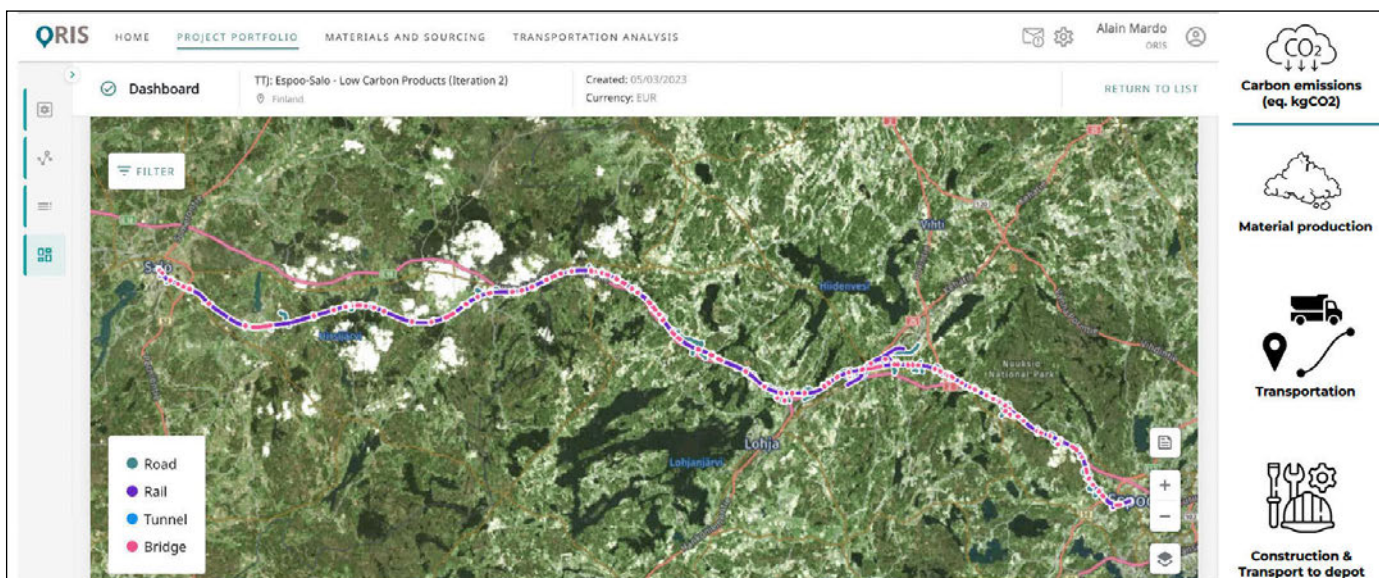 ORIS
HOME
PROJECT PORTFOLIO
MATERIALS AND SOURCING
TRANSPORTATION ANALYSIS
Alain Mardo
ORIS
Dashboard
TTJ: Espoo-Salo - Low Carbon Products (Iteration 2)
Finland
Created: 05/03/2023
Currency: EUR
RETURN TO LIST
FILTER
Salo
Vihti
Hiidenvesi
Nuuksio
National Park
Lohja
Lohjanjärvi
Espoo
Road
Rail
Tunnel
Bridge
+
−
CO2
Carbon emissions
(eq. kgCO2)
Material production
Transportation
Construction &
Transport to depot